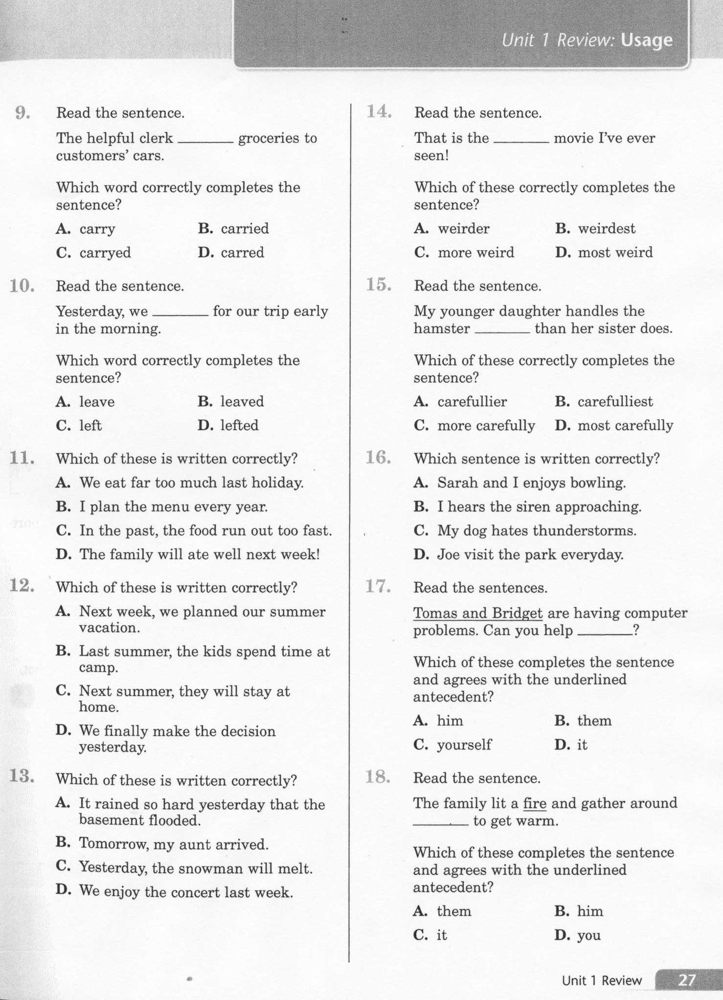 Unit 1 Review: Usage
9. Read the sentence.
The helpful clerk ________ groceries to
customers' cars.
Which word correctly completes the
sentence?
A. carry B. carried
C. carryed D. carred
10. Read the sentence.
Yesterday, we ________ for our trip early
in the morning.
Which word correctly completes the
sentence?
A. leave B. leaved
C. left D. lefted
11. Which of these is written correctly?
A. We eat far too much last holiday.
B. I plan the menu every year.
C. In the past, the food run out too fast.
D. The family will ate well next week!
12. Which of these is written correctly?
A. Next week, we planned our summer
vacation.
B. Last summer, the kids spend time at
camp.
C. Next summer, they will stay at
home.
D. We finally make the decision
yesterday.
13. Which of these is written correctly?
A. It rained so hard yesterday that the
basement flooded.
B. Tomorrow, my aunt arrived.
C. Yesterday, the snowman will melt.
D. We enjoy the concert last week.
14. Read the sentence.
That is the ________ movie I've ever
seen!
Which of these correctly completes the
sentence?
A. weirder B. weirdest
C. more weird D. most weird
15. Read the sentence.
My younger daughter handles the
hamster ________ than her sister does.
Which of these correctly completes the
sentence?
A. carefullier B. carefulliest
C. more carefully D. most carefully
16. Which sentence is written correctly?
A. Sarah and I enjoys bowling.
B. I hears the siren approaching.
C. My dog hates thunderstorms.
D. Joe visit the park everyday.
17. Read the sentences.
Tomas and Bridget are having computer
problems. Can you help ________?
Which of these completes the sentence
and agrees with the underlined
antecedent?
A. him B. them
C. yourself D. it
18. Read the sentence.
The family lit a fire and gather around
________ to get warm.
Which of these completes the sentence
and agrees with the underlined
antecedent?
A. them B. him
C. it D. you
Unit 1 Review 27